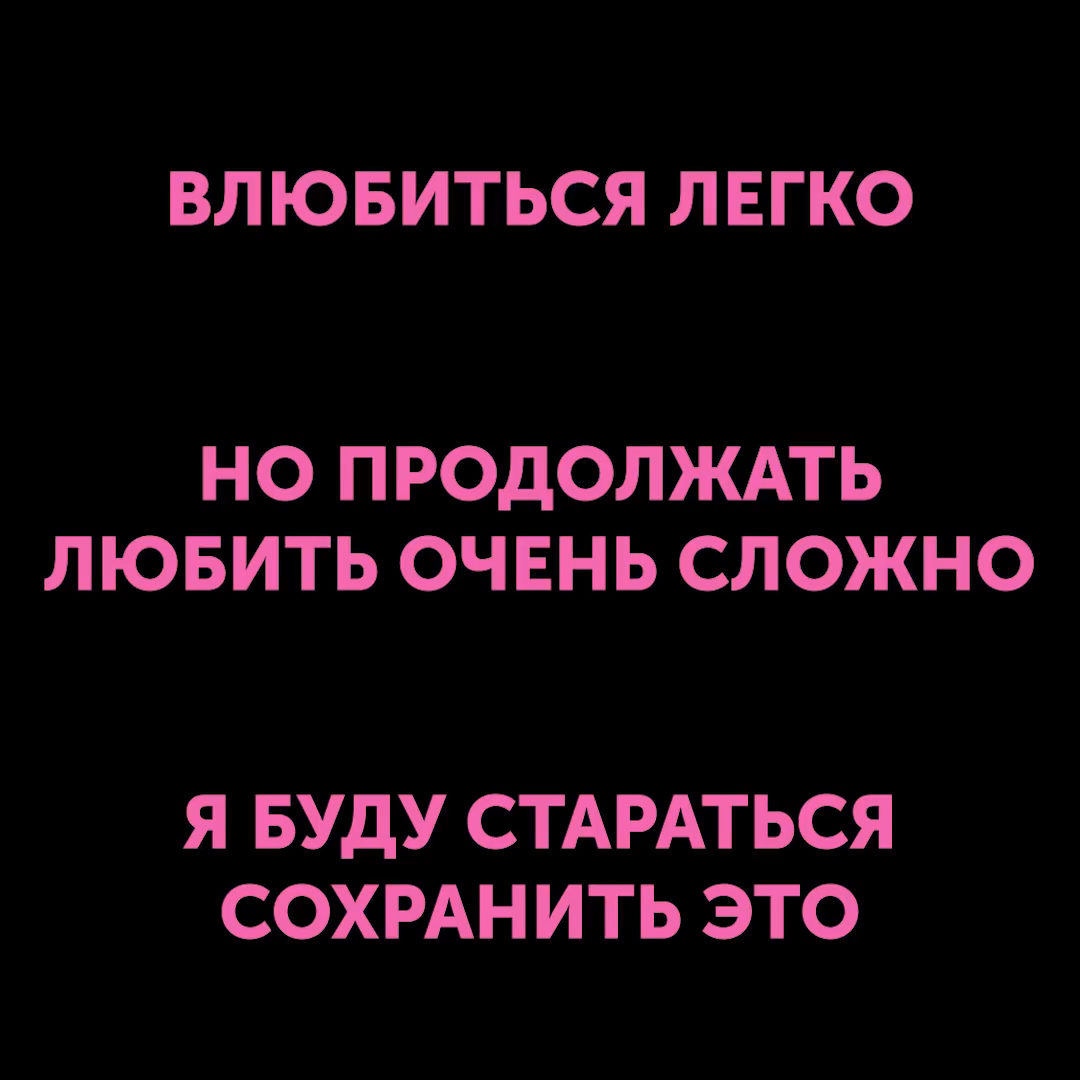 ВЛЮБИТЬСЯ ЛЕГКО
НО ПРОДОЛЖАТЬ
ЛЮБИТЬ ОЧЕНЬ СЛОЖНО
Я БУДУ СТАРАТЬСЯ
СОХРАНИТЬ ЭТО